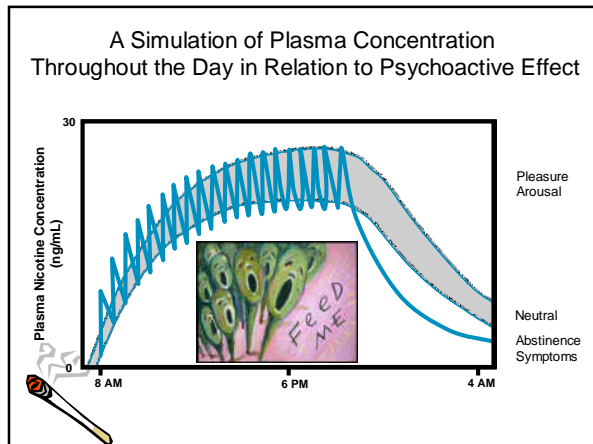 A Simulation of Plasma Concentration
Throughout the Day in Relation to Psychoactive Effect
30
Plasma Nicotine Concentration
(ng/mL)
0
Pleasure
Arousal
Neutral
Abstinence
Symptoms
FeeD
ME
8 AM
6 PM
4 AM